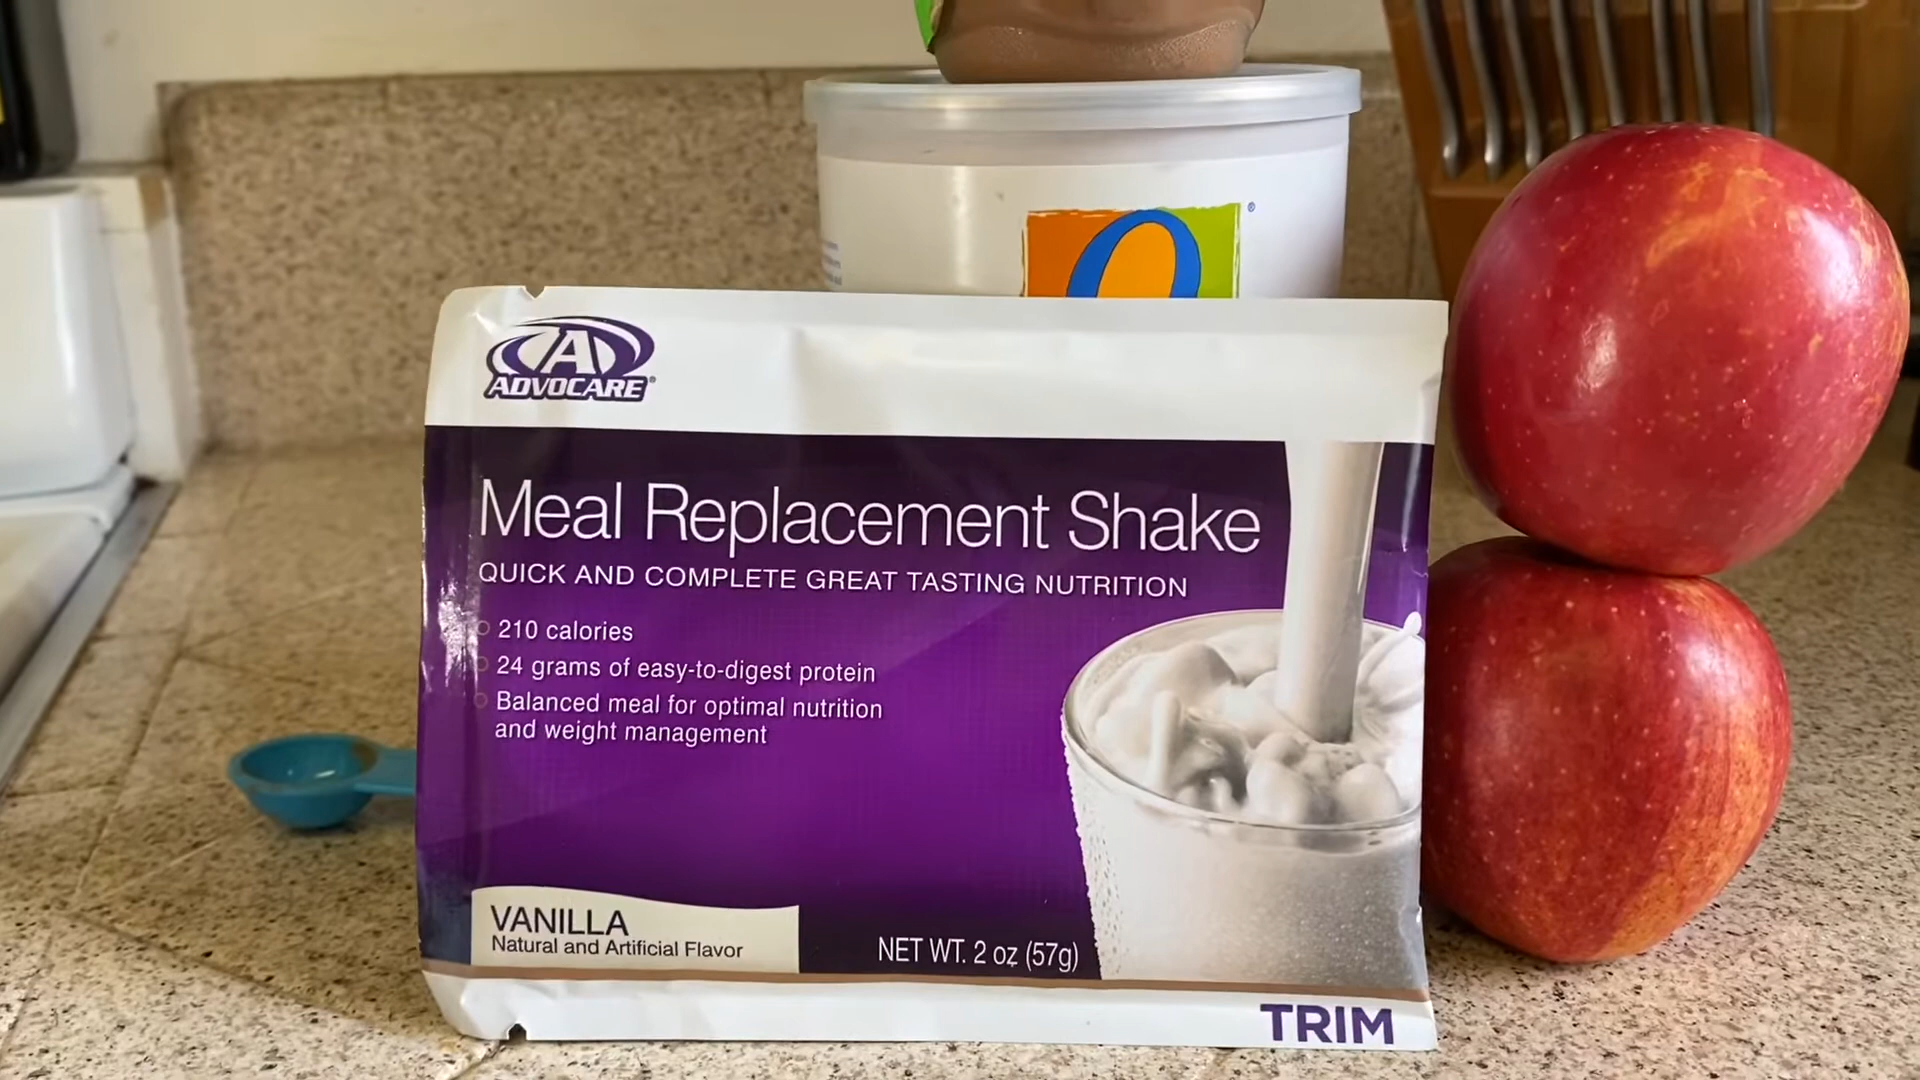 O
®
A
ADVOCARE®
Meal Replacement Shake
QUICK AND COMPLETE GREAT TASTING NUTRITION
210 calories
24 grams of easy-to-digest protein
Balanced meal for optimal nutrition
and weight management
VANILLA
Natural and Artificial Flavor
NET WT. 2 oz (57g)
TRIM